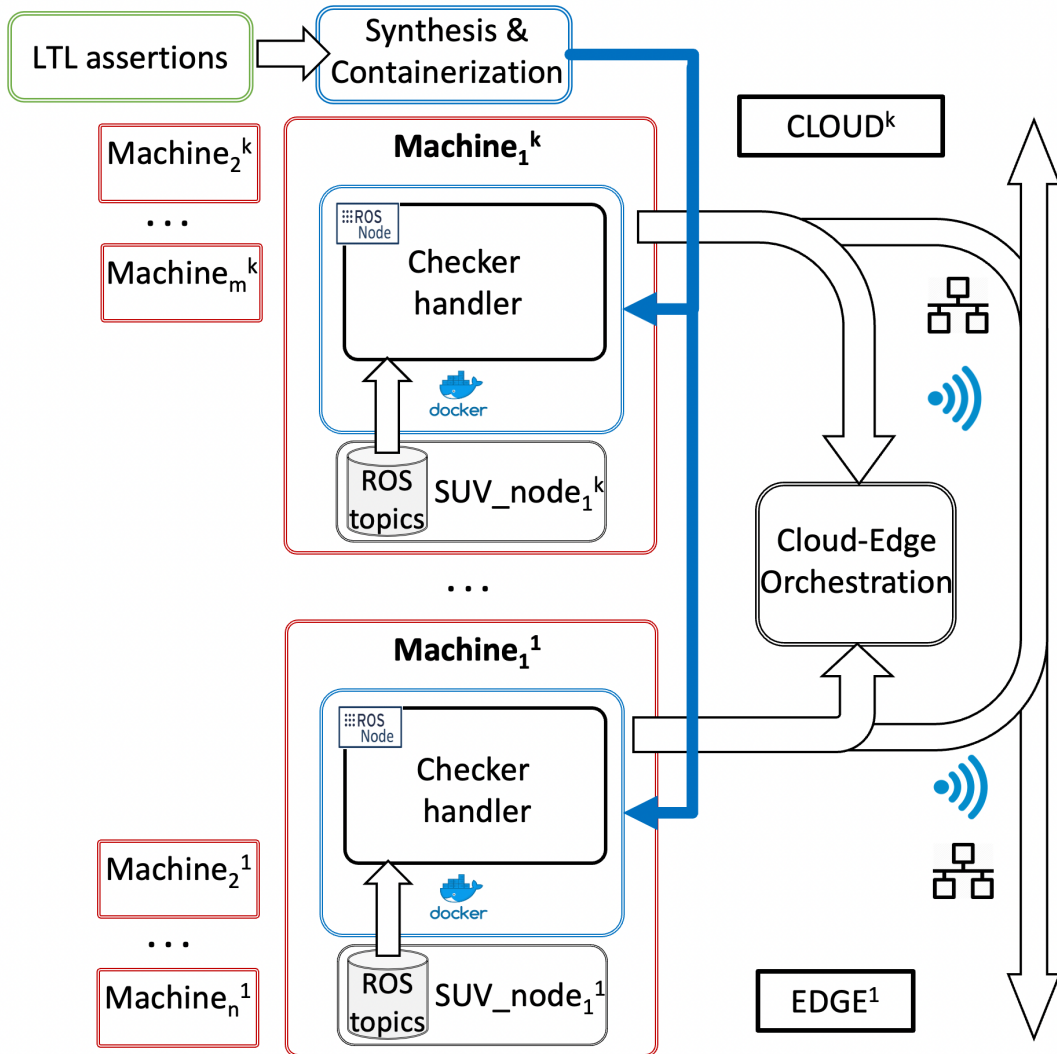 LTL assertions
Synthesis &
Containerization
CLOUDᵏ
Machine₂ᵏ
...
Machineₘᵏ
Machine₁ᵏ
ROS
Node
Checker
handler
docker
ROS
topics
SUV_node₁ᵏ
...
Cloud-Edge
Orchestration
Machine₁¹
ROS
Node
Checker
handler
docker
ROS
topics
SUV_node₁¹
Machine₂¹
...
Machineₙ¹
EDGE¹